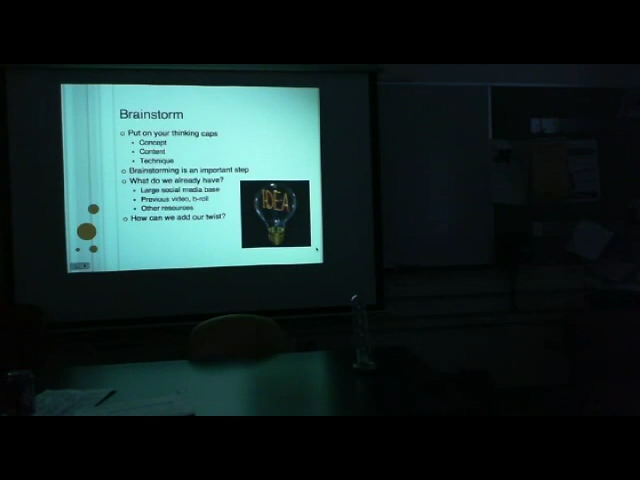 Brainstorm
Put on your thinking caps
Concept
Content
Technique
Brainstorming is an important step
What do we already have?
Large social media base
Previous video, b-roll
Other resources
How can we add our twist?
IDEA